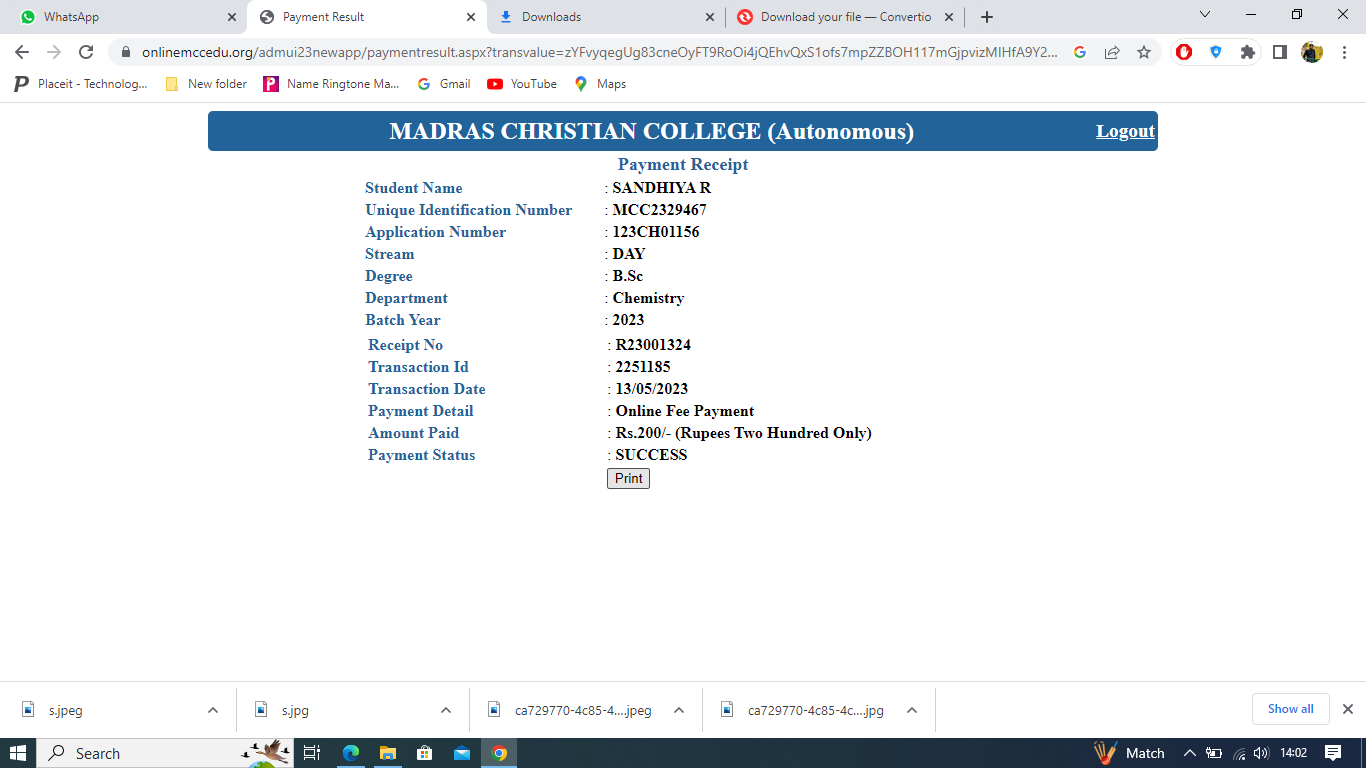 WhatsApp
Payment Result
Downloads
Download your file — Convertio
onlinemccedu.org/admui23newapp/paymentresult.aspx?transvalue=zYFvyqegUg83cneOyFT9RoOi4jQEhvQxS1ofs7mpZZBOH117mGjpvizMIHfA9Y2...
Placeit - Technolog...
New folder
Name Ringtone Ma...
Gmail
YouTube
Maps
MADRAS CHRISTIAN COLLEGE (Autonomous)
Logout
Payment Receipt
Student Name : SANDHIYA R
Unique Identification Number : MCC2329467
Application Number : 123CH01156
Stream : DAY
Degree : B.Sc
Department : Chemistry
Batch Year : 2023
Receipt No : R23001324
Transaction Id : 2251185
Transaction Date : 13/05/2023
Payment Detail : Online Fee Payment
Amount Paid : Rs.200/- (Rupees Two Hundred Only)
Payment Status : SUCCESS
Print
s.jpeg
s.jpg
ca729770-4c85-4....jpeg
ca729770-4c85-4c....jpg
Show all
Search
Match
14:02